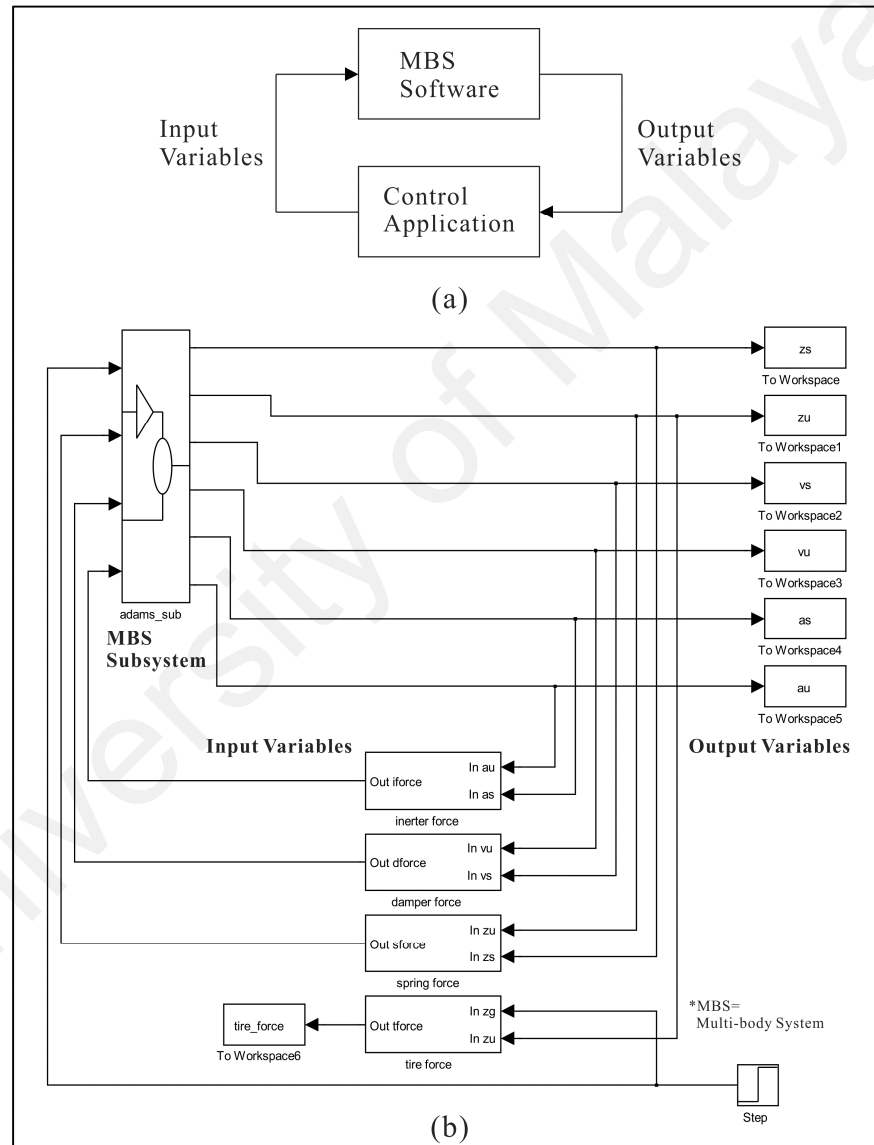 University of Malaya
MBS
Software
Input
Variables
Output
Variables
Control
Application
(a)
zs
To Workspace
zu
To Workspace1
vs
To Workspace2
vu
To Workspace3
adams_sub
as
To Workspace4
MBS
Subsystem
au
To Workspace5
Input Variables
Output Variables
Out iforce
In au
In as
inerter force
Out dforce
In vu
In vs
damper force
Out sforce
In zu
In zs
spring force
tire_force
To Workspace6
Out tforce
In zg
In zu
tire force
*MBS=
Multi-body System
Step
(b)